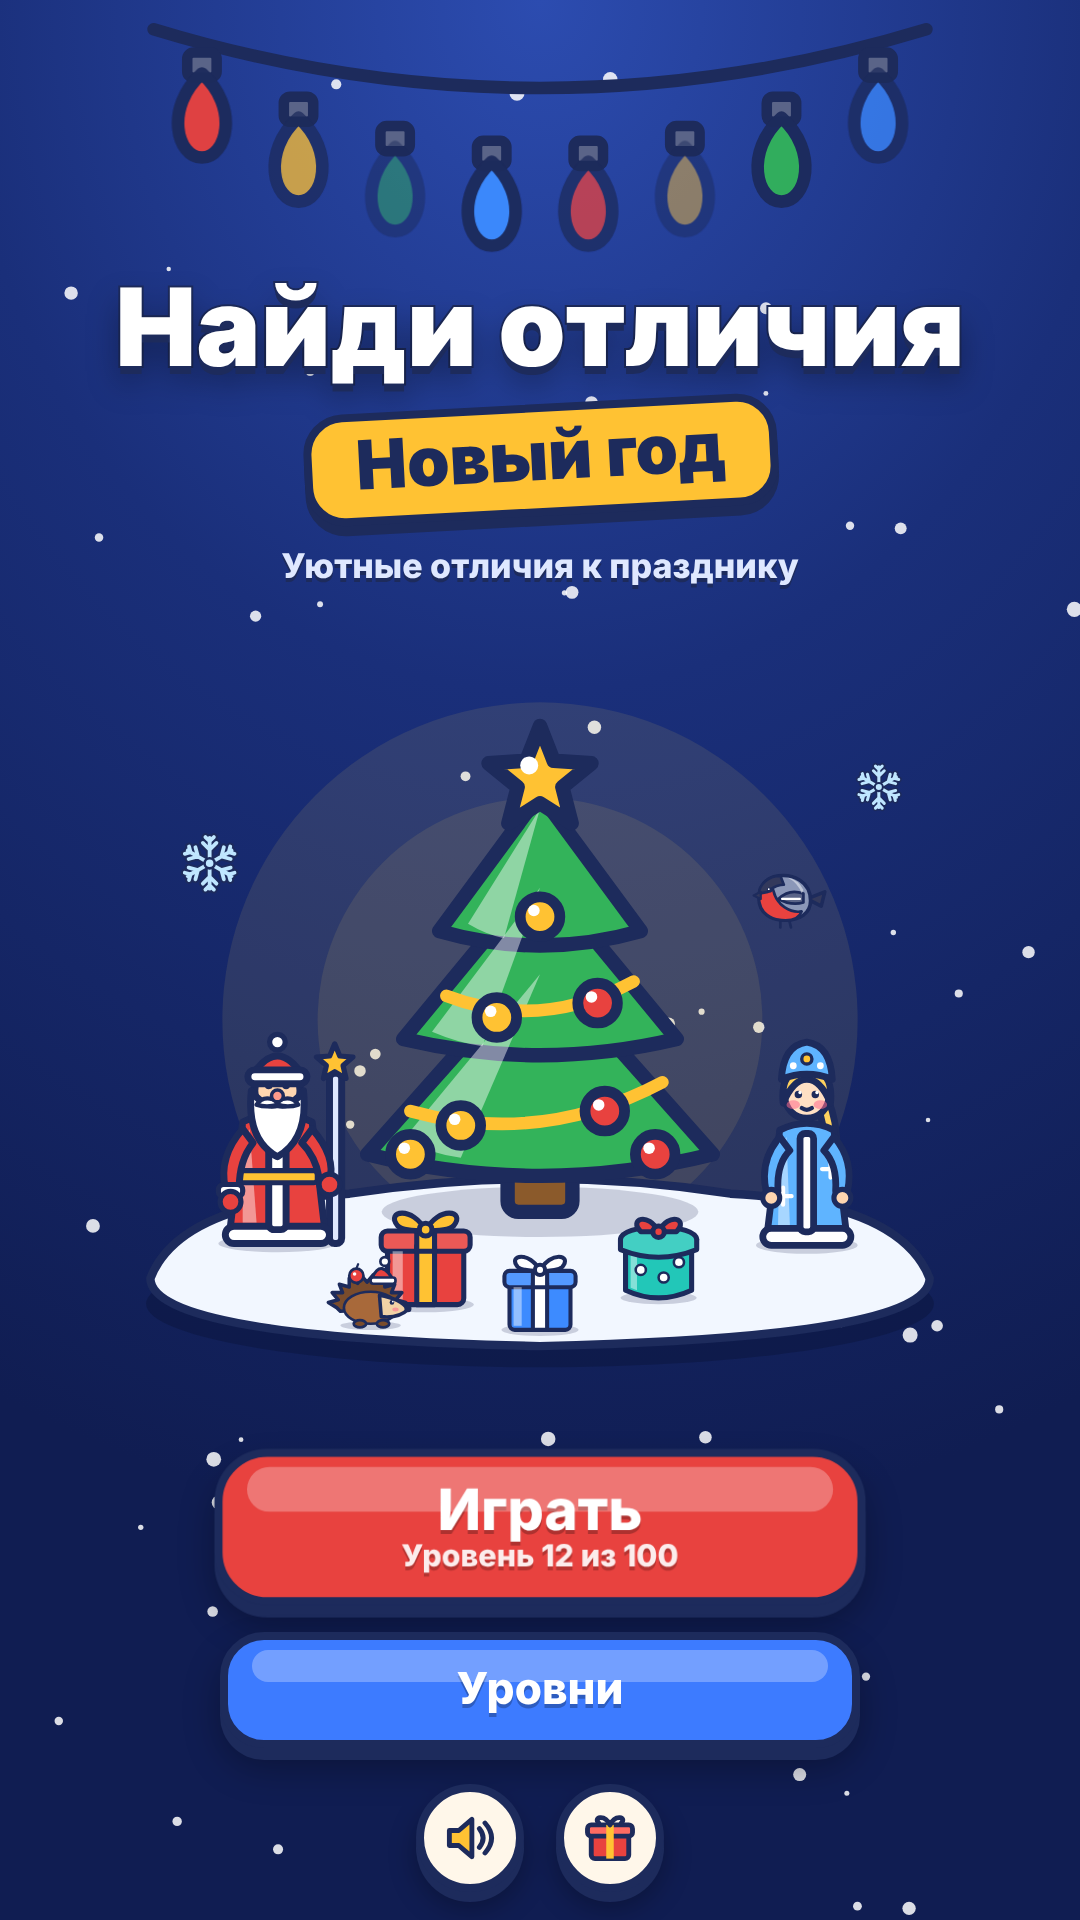 Найди отличия
Новый год
Уютные отличия к празднику
Играть
Уровень 12 из 100
Уровни